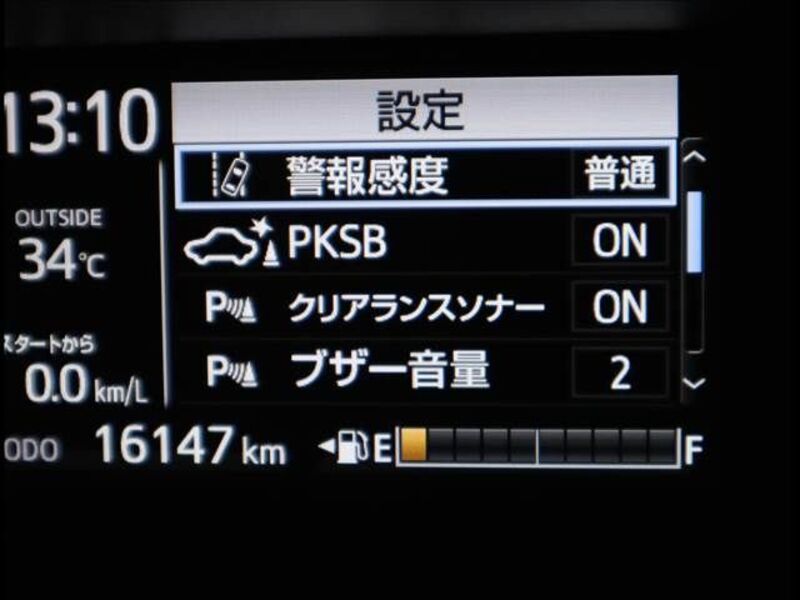 13:10
設定
警報感度 普通
OUTSIDE
34℃
PKSB ON
P クリアランスソナー ON
スタートから
0.0 km/L
P ブザー音量 2
ODO 16147 km E F